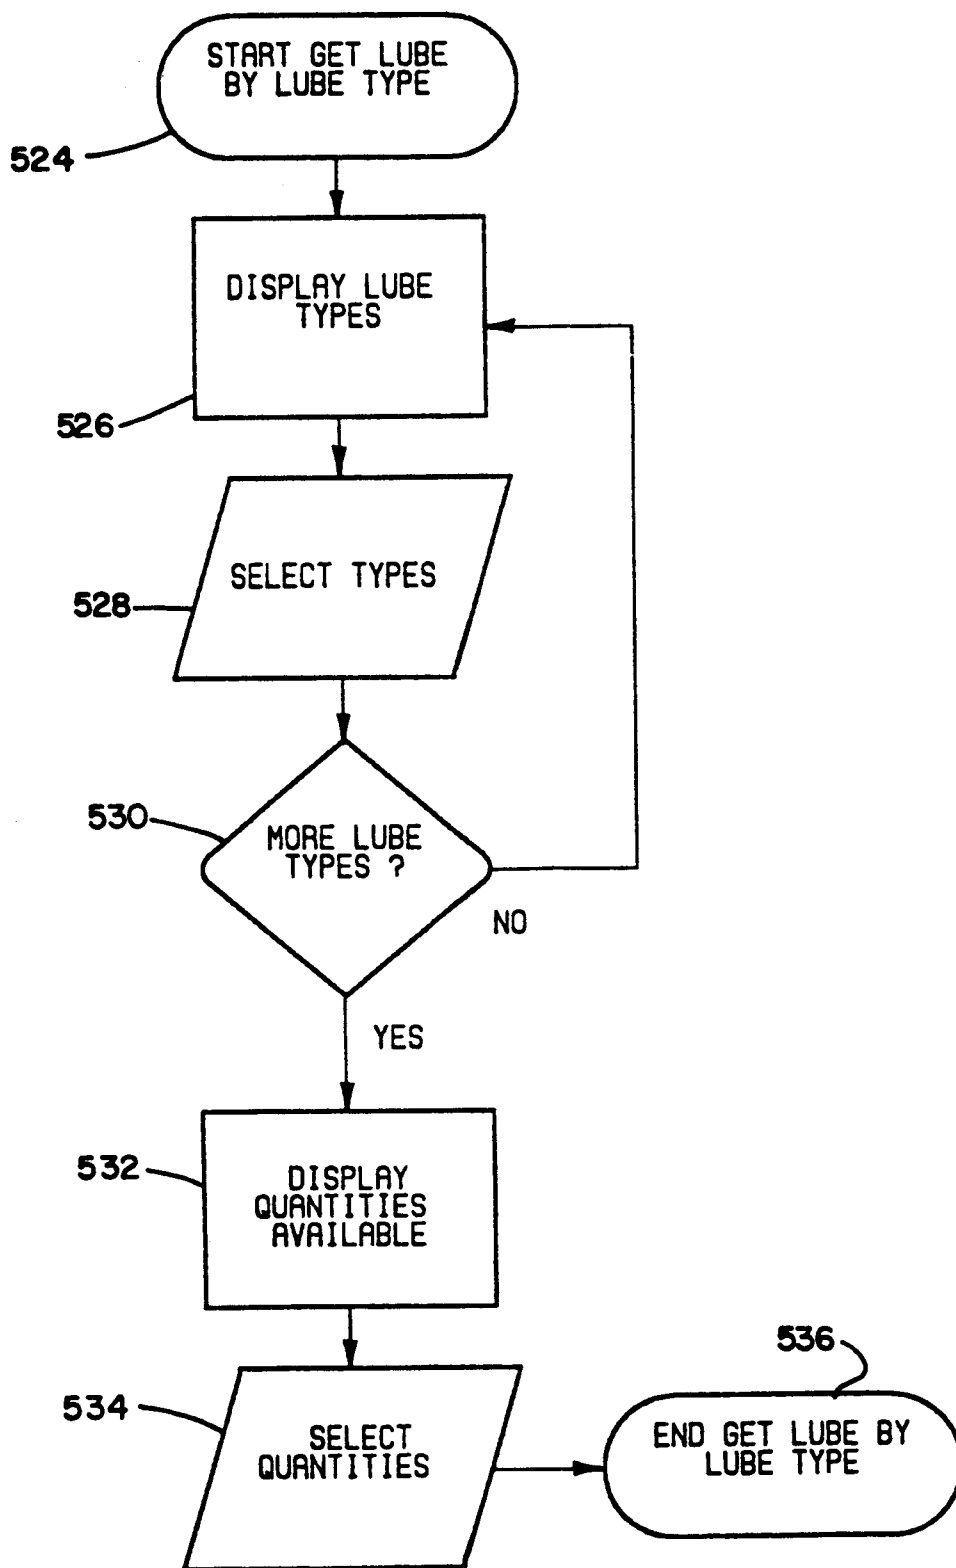 START GET LUBE
BY LUBE TYPE
524
DISPLAY LUBE
TYPES
526
SELECT TYPES
528
530
MORE LUBE
TYPES ?
NO
YES
532
DISPLAY
QUANTITIES
AVAILABLE
536
534
SELECT
QUANTITIES
END GET LUBE BY
LUBE TYPE